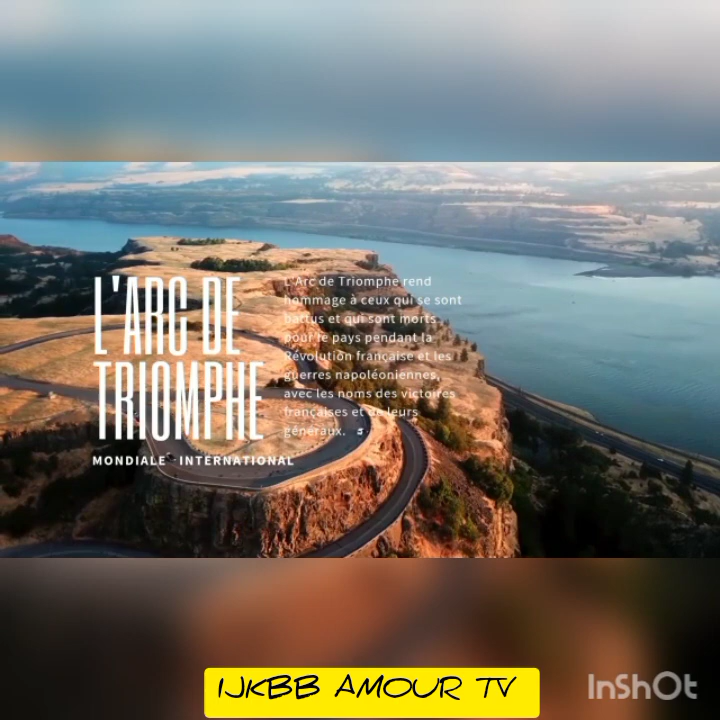 L'ARC DE
TRIOMPHE
MONDIALE INTERNATIONAL
L'Arc de Triomphe rend
hommage à ceux qui se sont
battus et qui sont morts
pour le pays pendant la
Révolution française et les
guerres napoléoniennes,
avec les noms des victoires
françaises et de leurs
généraux.
IJKBB AMOUR TV
InShOt